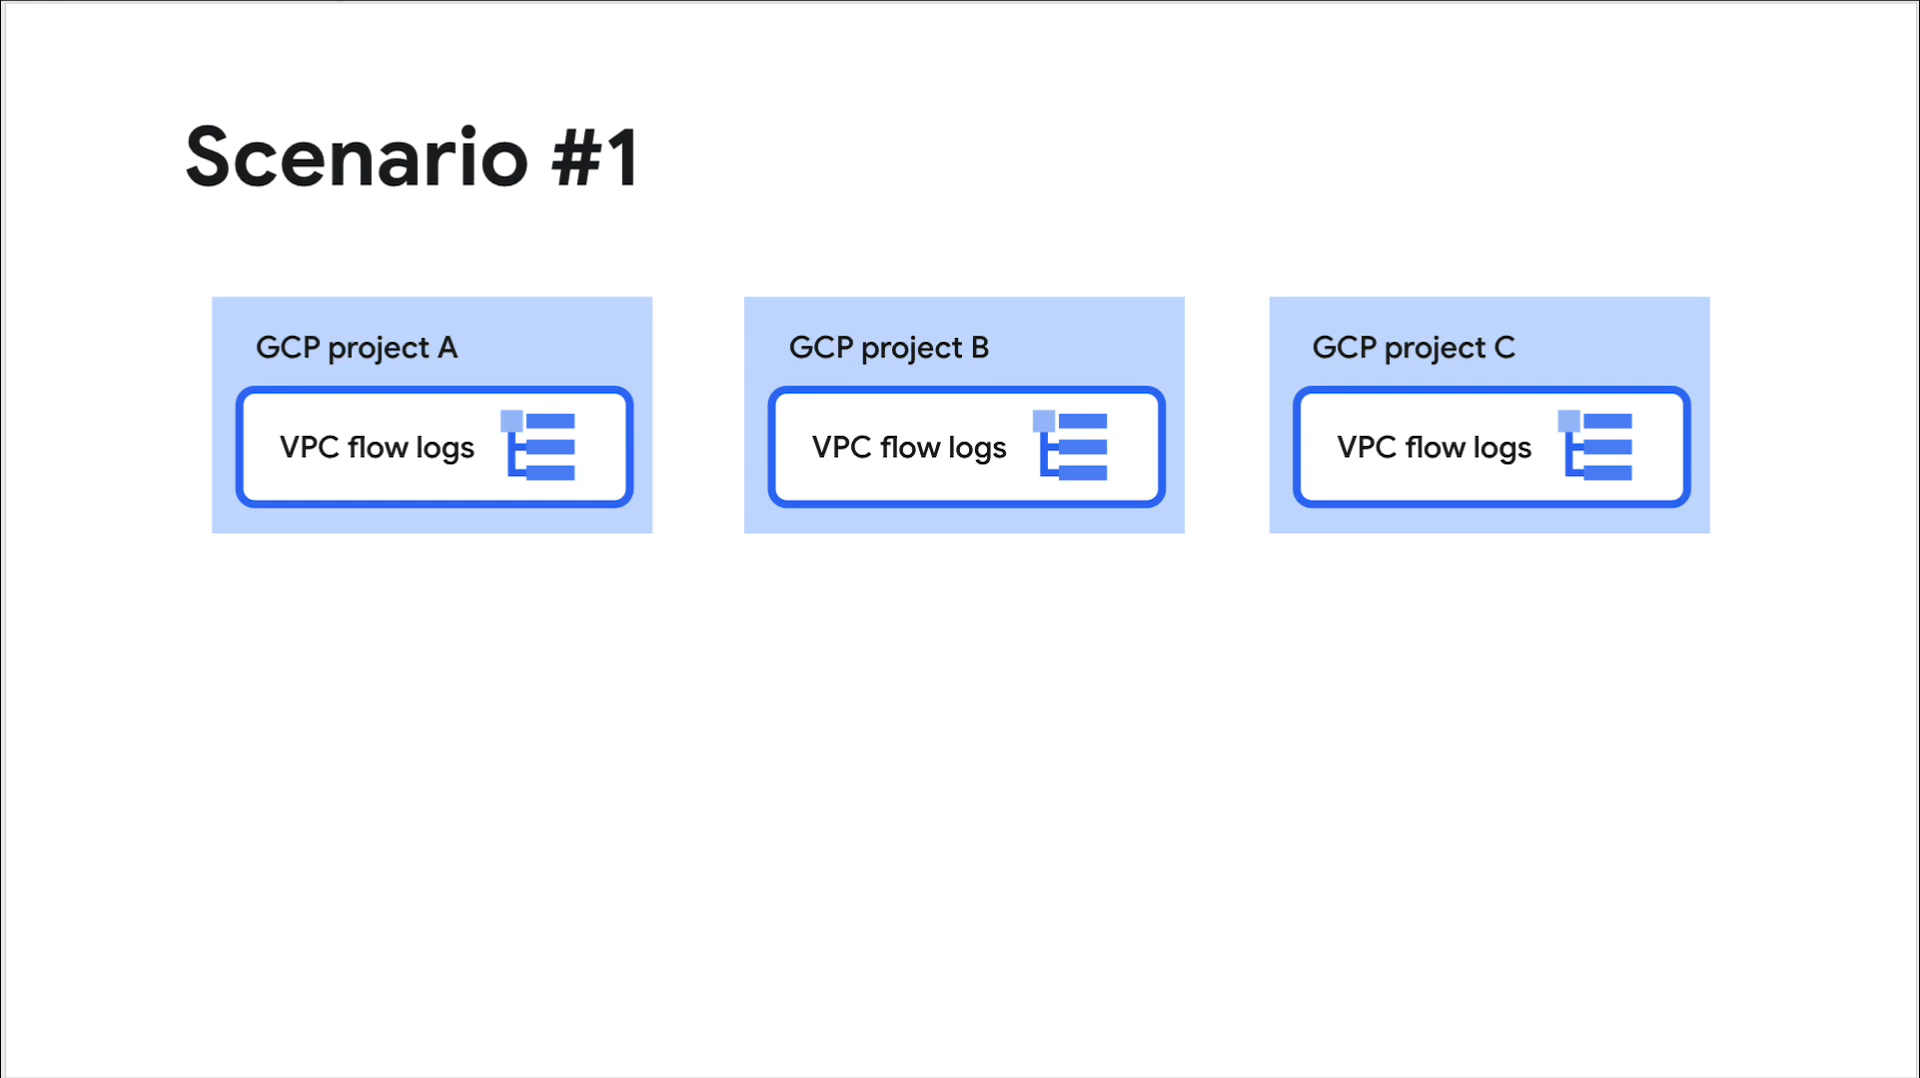 Scenario #1
GCP project A
VPC flow logs
GCP project B
VPC flow logs
GCP project C
VPC flow logs